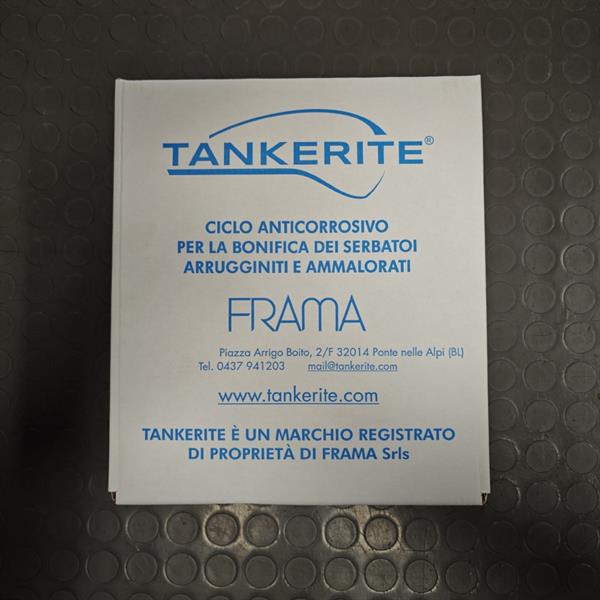 TANKERITE®
CICLO ANTICORROSIVO
PER LA BONIFICA DEI SERBATOI
ARRUGGINITI E AMMALORATI
FRAMA
Piazza Arrigo Boito, 2/F 32014 Ponte nelle Alpi (BL)
Tel. 0437 941203 mail@tankerite.com
www.tankerite.com
TANKERITE È UN MARCHIO REGISTRATO
DI PROPRIETÀ DI FRAMA Srls